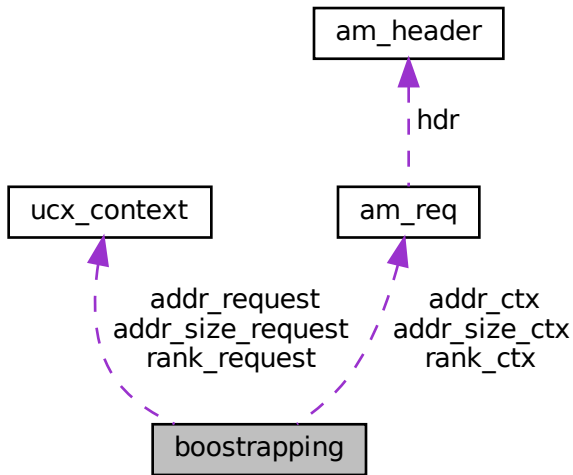 am_header
hdr
ucx_context
am_req
addr_request
addr_size_request
rank_request
addr_ctx
addr_size_ctx
rank_ctx
boostrapping